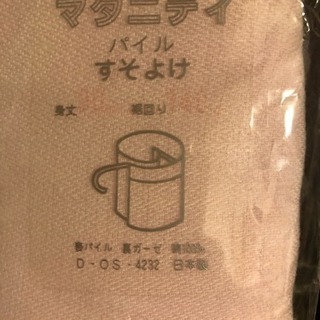 マタニティ
パイル
すそよけ
身丈 裾回り
表パイル 裏ガーゼ 綿100%
D-OS-4232 日本製